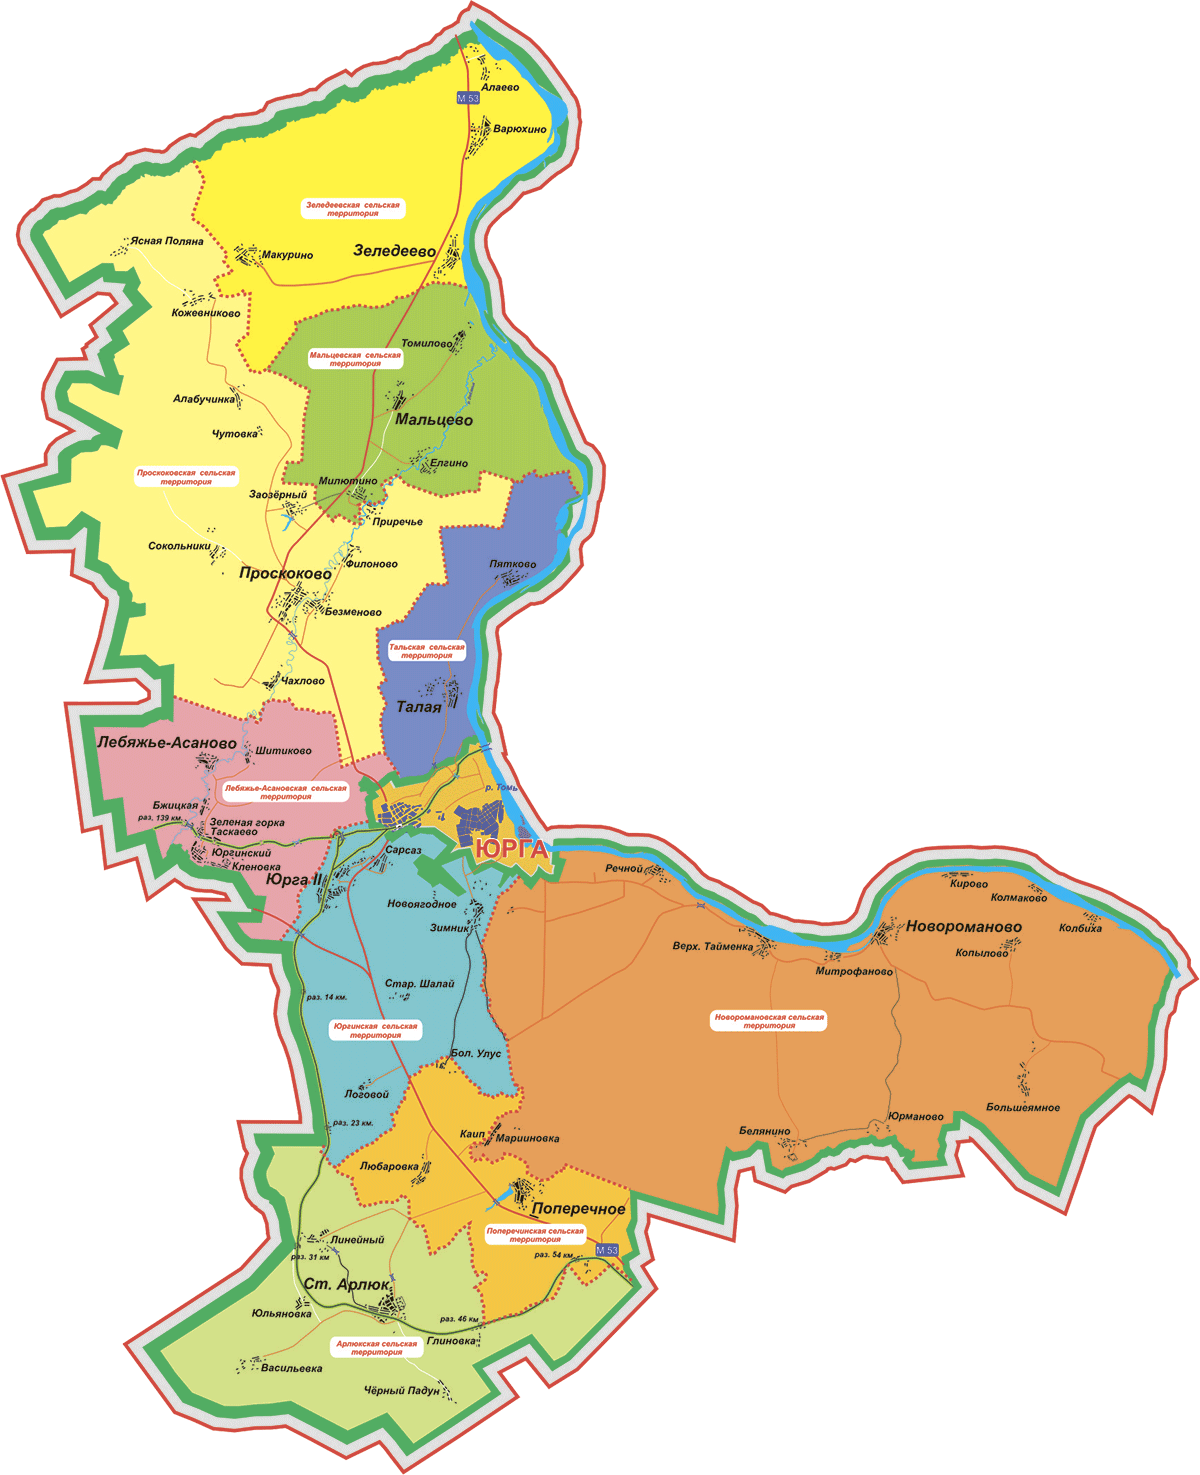 Алаево
М 53
Варюхино
Зеледеевская сельская
территория
Ясная Поляна
Макурино
Зеледеево
Кожевниково
Томилово
Мальцевская сельская
территория
Алабучинка
Мальцево
Чутовка
Елгино
Проскоковская сельская
территория
Милютино
Заозёрный
Приречье
Сокольники
Филоново
Пятково
Проскоково
Безменово
Тальская сельская
территория
Чахлово
Талая
Лебяжье-Асаново
Шитиково
Лебяжье-Асановская сельская
территория
р. Томь
Бжицкая
раз. 139 км.
Зеленая горка
Таскаево
ЮРГА
Юргинский
Кленовка
Сарсаз
Юрга II
Речной
Кирово
Колмаково
Новоягодное
Зимник
Новороманово
Колбиха
Верх. Тайменка
Копылово
Митрофаново
Стар. Шалай
раз. 14 км.
Юргинская сельская
территория
Новоромановская сельская
территория
Бол. Улус
Логовой
Большеямное
раз. 23 км.
Юрманово
Каип
Марииновка
Белянино
Любаровка
Поперечное
Поперечинская сельская
территория
Линейный
раз. 31 км
раз. 54 км.
М 53
Ст. Арлюк
Юльяновка
раз. 46 км
Глиновка
Арлюкская сельская
территория
Васильевка
Чёрный Падун